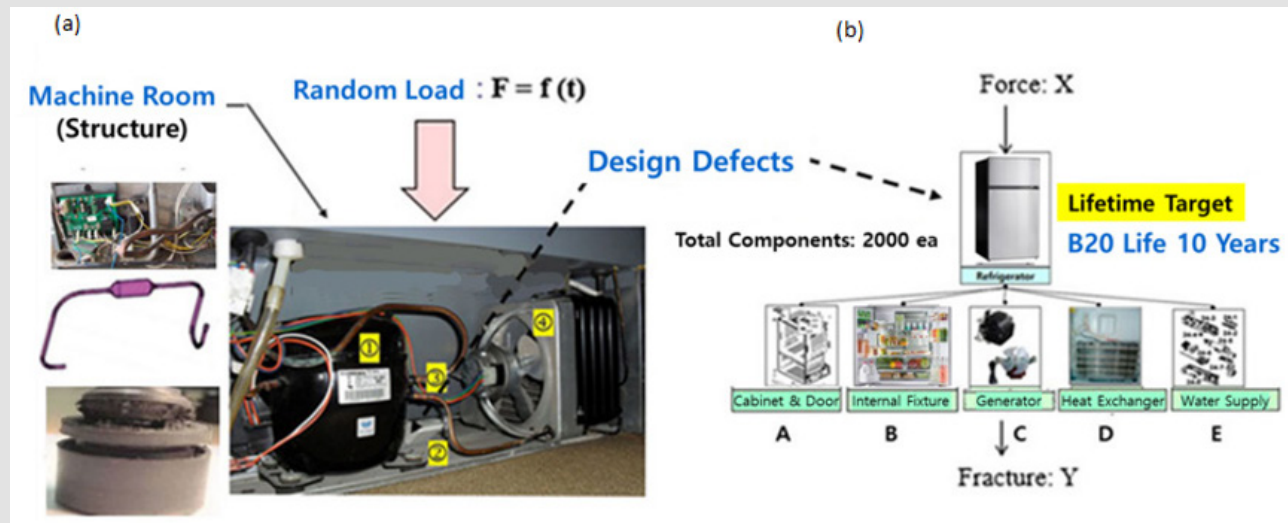 (a)
Machine Room
(Structure)
Random Load : F = f (t)
Design Defects
①
②
③
④
(b)
Force: X
Lifetime Target
B20 Life 10 Years
Total Components: 2000 ea
Refrigerator
Cabinet & Door
Internal Fixture
Generator
Heat Exchanger
Water Supply
A
B
C
D
E
Fracture: Y